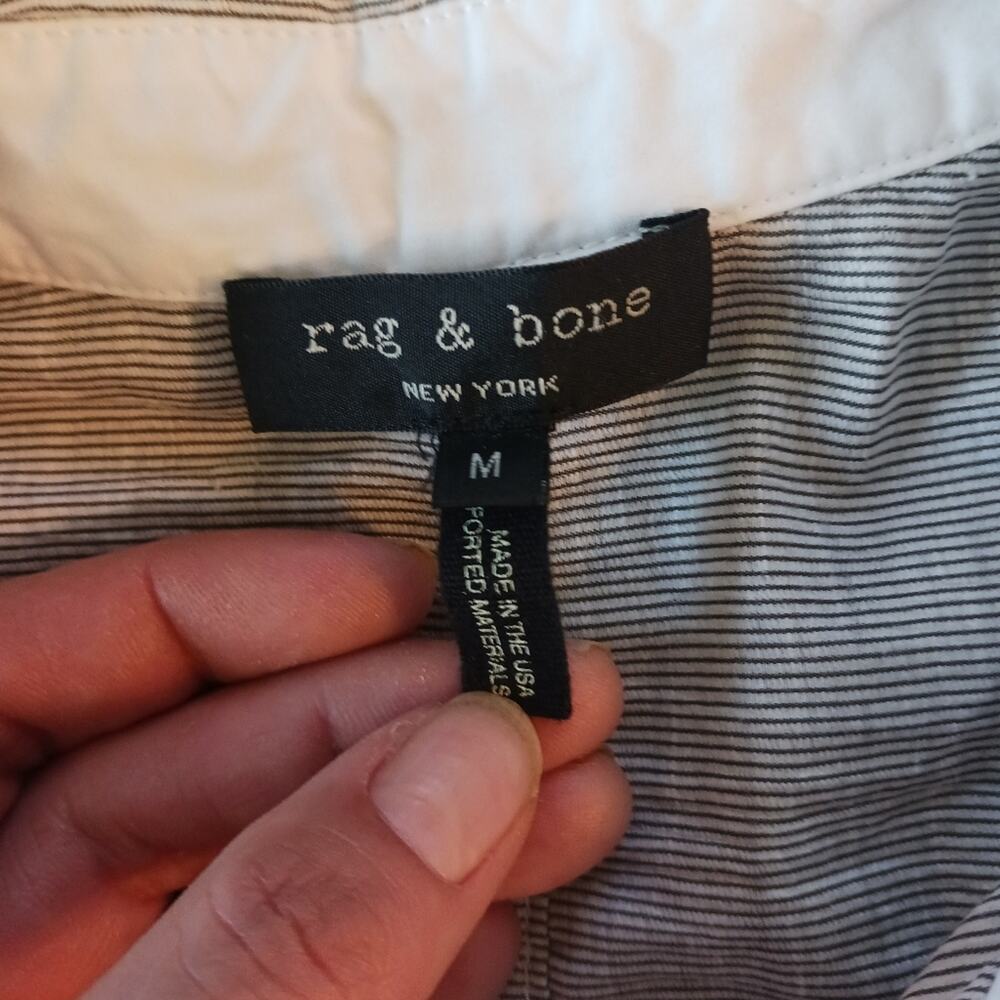 rag & bone
NEW YORK
M
MADE IN THE USA
PORTED MATERIALS